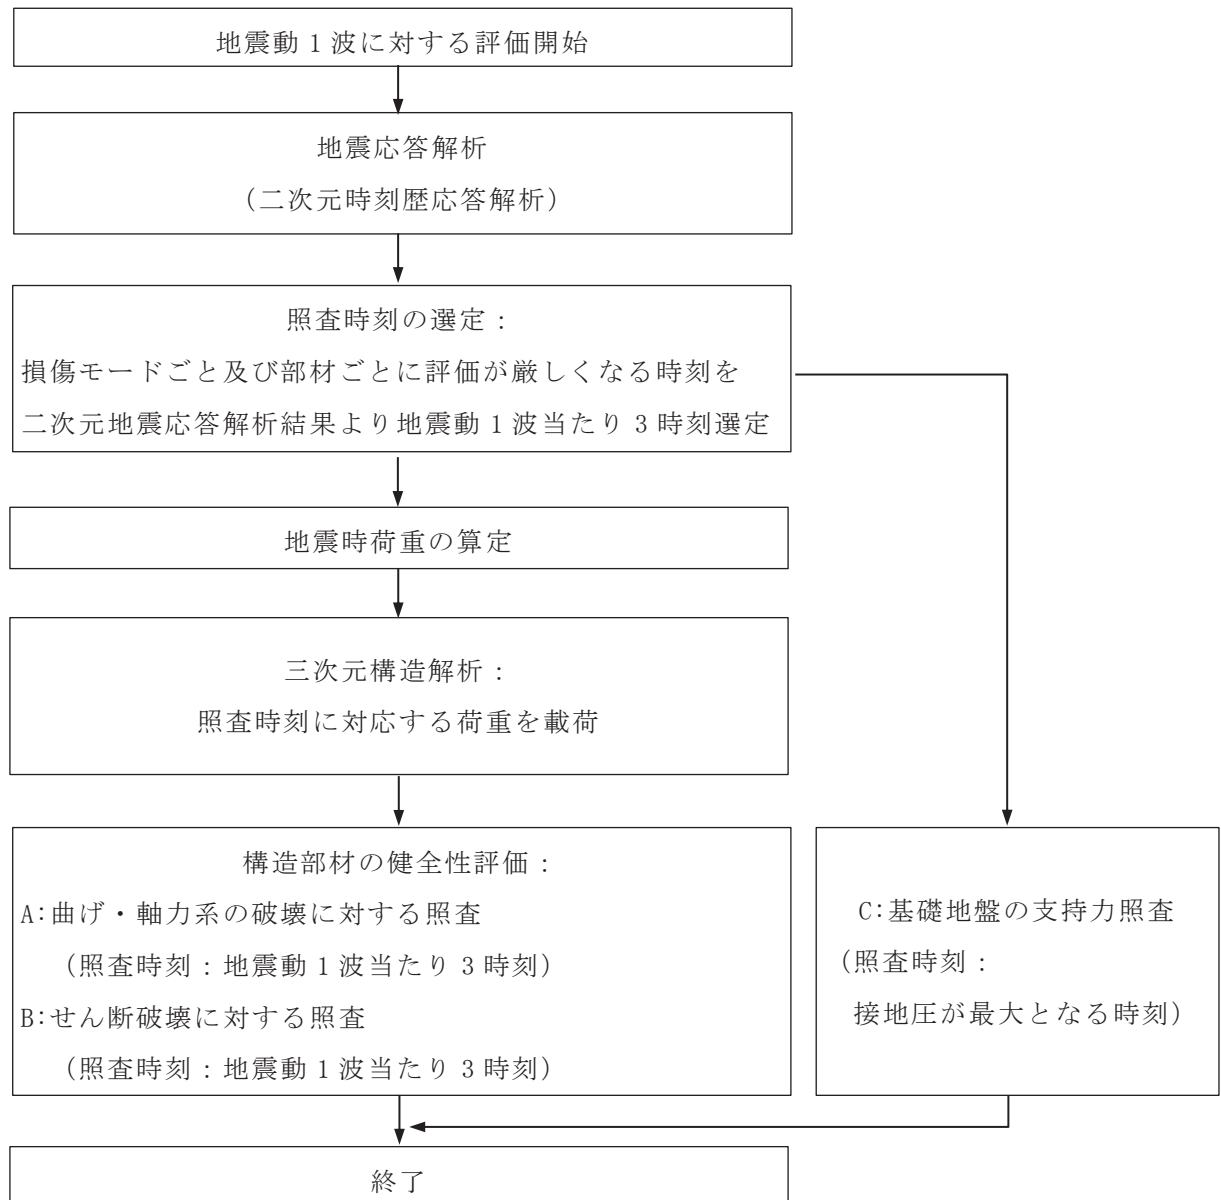 地震動1波に対する評価開始
地震応答解析
(二次元時刻歴応答解析)
照査時刻の選定:
損傷モードごと及び部材ごとに評価が厳しくなる時刻を
二次元地震応答解析結果より地震動1波当たり3時刻選定
地震時荷重の算定
三次元構造解析:
照査時刻に対応する荷重を載荷
構造部材の健全性評価:
A:曲げ・軸力系の破壊に対する照査
(照査時刻:地震動1波当たり3時刻)
B:せん断破壊に対する照査
(照査時刻:地震動1波当たり3時刻)
C:基礎地盤の支持力照査
(照査時刻:
接地圧が最大となる時刻)
終了